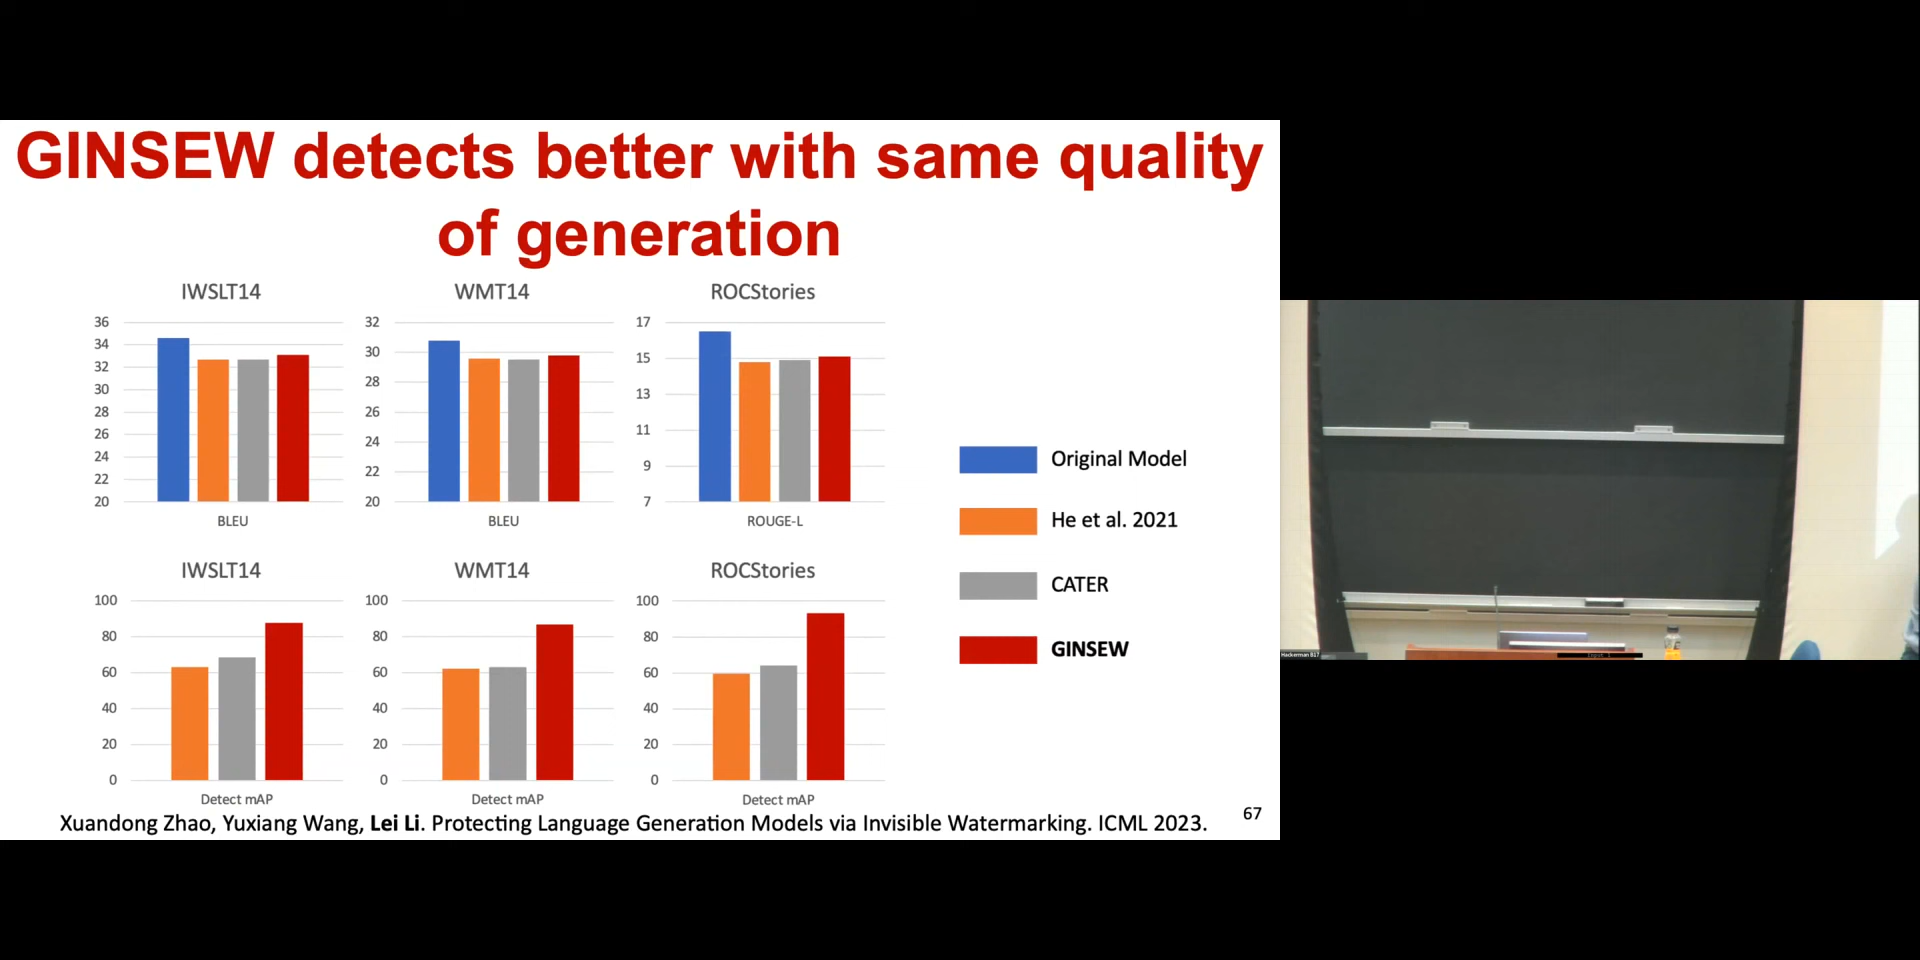 GINSEW detects better with same quality
of generation
IWSLT14
36
34
32
30
28
26
24
22
20
BLEU
WMT14
32
30
28
26
24
22
20
BLEU
ROCStories
17
15
13
11
9
7
ROUGE-L
Original Model
He et al. 2021
CATER
GINSEW
IWSLT14
100
80
60
40
20
0
Detect mAP
WMT14
100
80
60
40
20
0
Detect mAP
ROCStories
100
80
60
40
20
0
Detect mAP
Xuandong Zhao, Yuxiang Wang, Lei Li. Protecting Language Generation Models via Invisible Watermarking. ICML 2023.
67
Hackerman B17